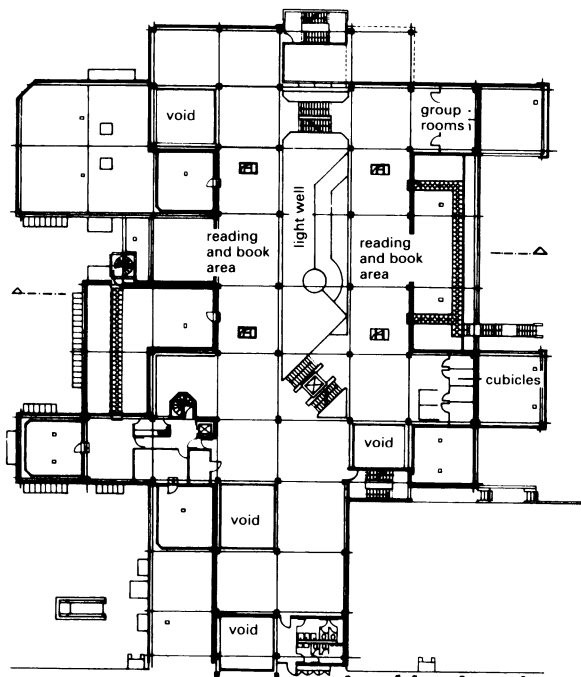 void
group
rooms
light well
reading
and book
area
reading
and book
area
cubicles
void
void
void